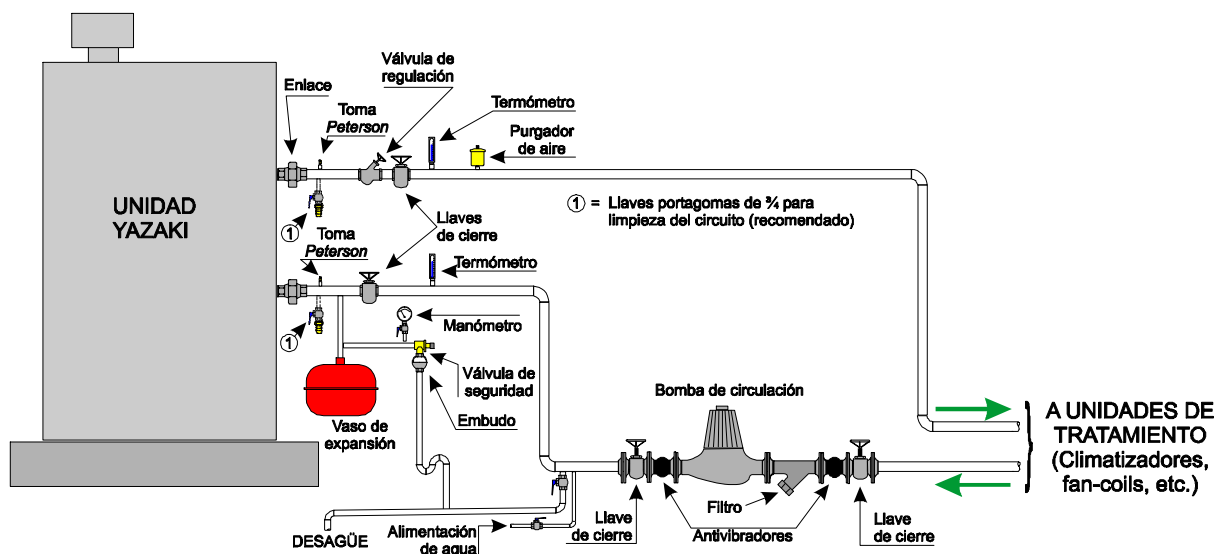 Válvula de
regulación
Enlace
Toma
Peterson
Termómetro
Purgador
de aire
UNIDAD
YAZAKI
1
1 = Llaves portagomas de ¾ para
limpieza del circuito (recomendado)
Llaves
de cierre
Toma
Peterson
Termómetro
1
Manómetro
Válvula de
seguridad
Embudo
Vaso de
expansión
Bomba de circulación
A UNIDADES DE
TRATAMIENTO
(Climatizadores,
fan-coils, etc.)
Filtro
Llave
de cierre
Antivibradores
Llave
de cierre
DESAGÜE
Alimentación
de agua